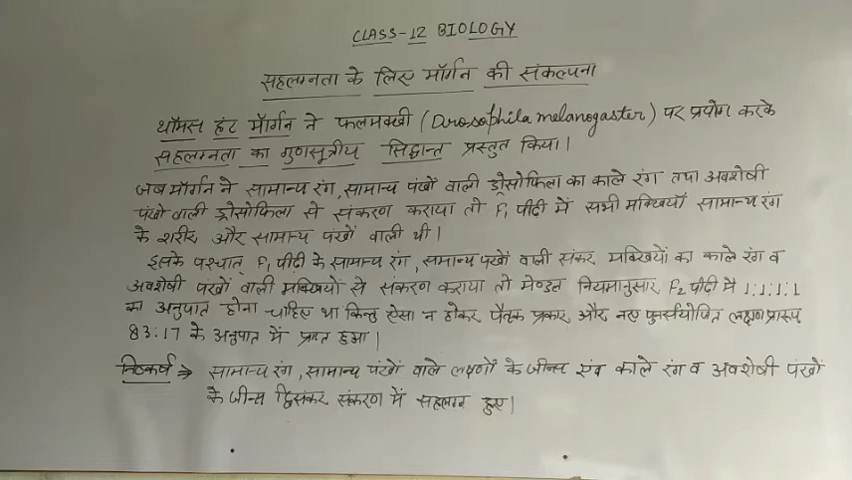 CLASS-12 BIOLOGY
सहलग्नता के लिए मॉर्गन की संकल्पना
थॉमस हंट मॉर्गन ने फलमक्खी (Drosophila melanogaster) पर प्रयोग करके
सहलग्नता का गुणसूत्रीय सिद्धान्त प्रस्तुत किया।
जब मॉर्गन ने सामान्य रंग, सामान्य पंखों वाली ड्रोसोफिला का काले रंग तथा अवशेषी
पंखों वाली ड्रोसोफिला से संकरण कराया तो F₁ पीढ़ी में सभी मक्खियाँ सामान्य रंग
के शरीर और सामान्य पंखों वाली थी।
इसके पश्चात् F₁ पीढी के सामान्य रंग, समान्य पंखों वाली संकर मक्खियों का काले रंग व
अवशेषी पंखों वाली मक्खियों से संकरण कराया तो मेण्डल नियमानुसार F₂ पीढी में 1:1:1:1
का अनुपात होना चाहिए था किन्तु ऐसा न होकर पैतृक प्रकार और नए पुनर्संयोजित लक्षण प्रारूप
83:17 के अनुपात में प्राप्त हुआ।
निष्कर्ष ⇒ सामान्य रंग, सामान्य पंखों वाले लक्षणों के जीन्स एंव काले रंग व अवशेषी पंखों
के जीन्स द्विसंकर संकरण में सहलग्न हुए।